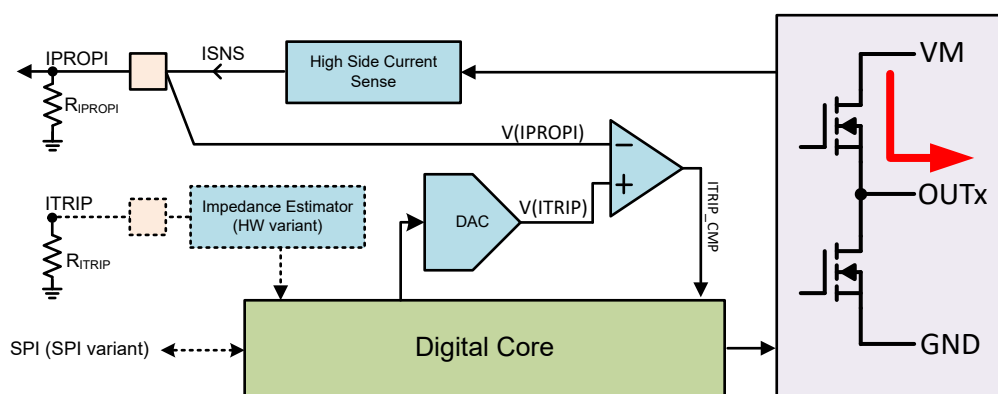 IPROPI
ISNS
High Side Current
Sense
VM
RIPROPI
V(IPROPI)
−
+
ITRIP
Impedance Estimator
(HW variant)
DAC
V(ITRIP)
ITRIP_CMP
OUTx
RITRIP
SPI (SPI variant)
Digital Core
GND